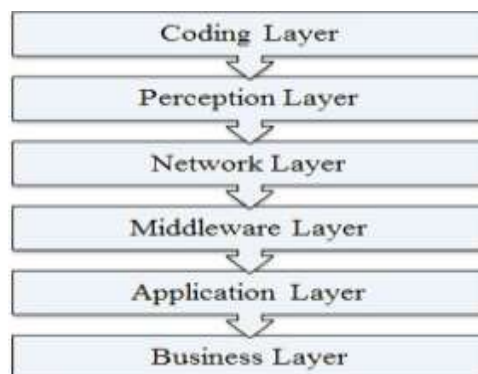 Coding Layer
Perception Layer
Network Layer
Middleware Layer
Application Layer
Business Layer